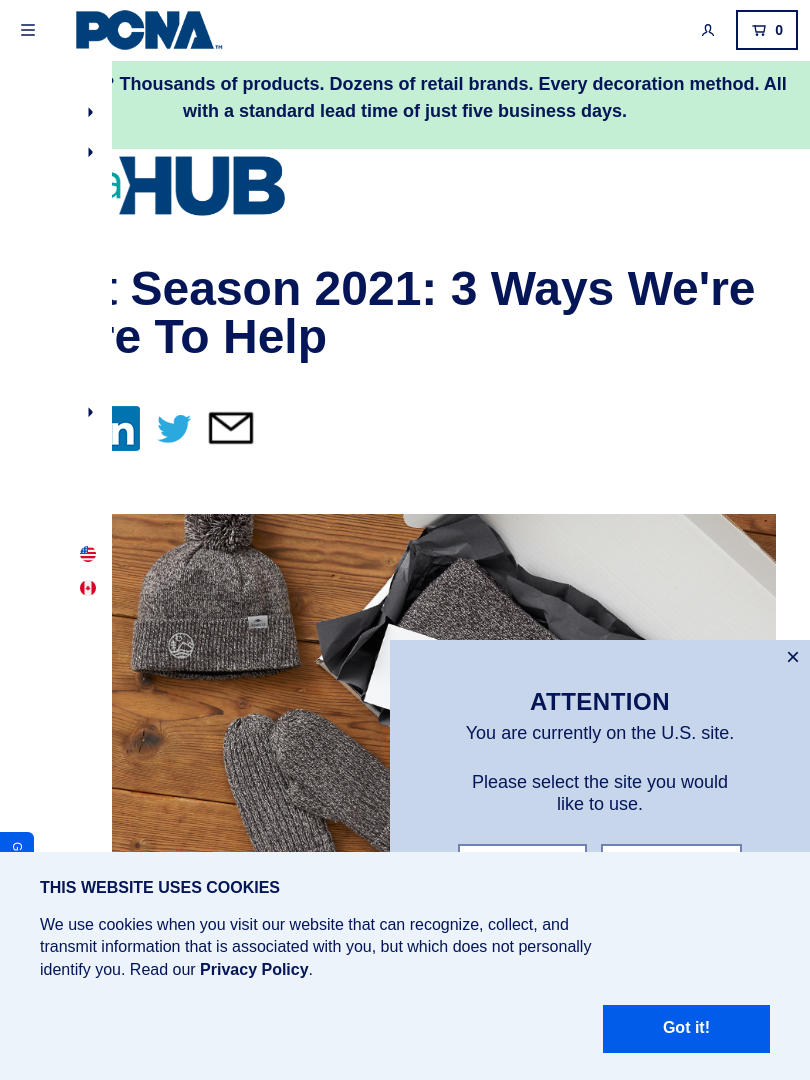 PCNA™
0
? Thousands of products. Dozens of retail brands. Every decoration method. All
with a standard lead time of just five business days.
HUB
Season 2021: 3 Ways We're
To Help
in
ATTENTION
You are currently on the U.S. site.
Please select the site you would
like to use.
G
THIS WEBSITE USES COOKIES
We use cookies when you visit our website that can recognize, collect, and
transmit information that is associated with you, but which does not personally
identify you. Read our Privacy Policy.
Got it!